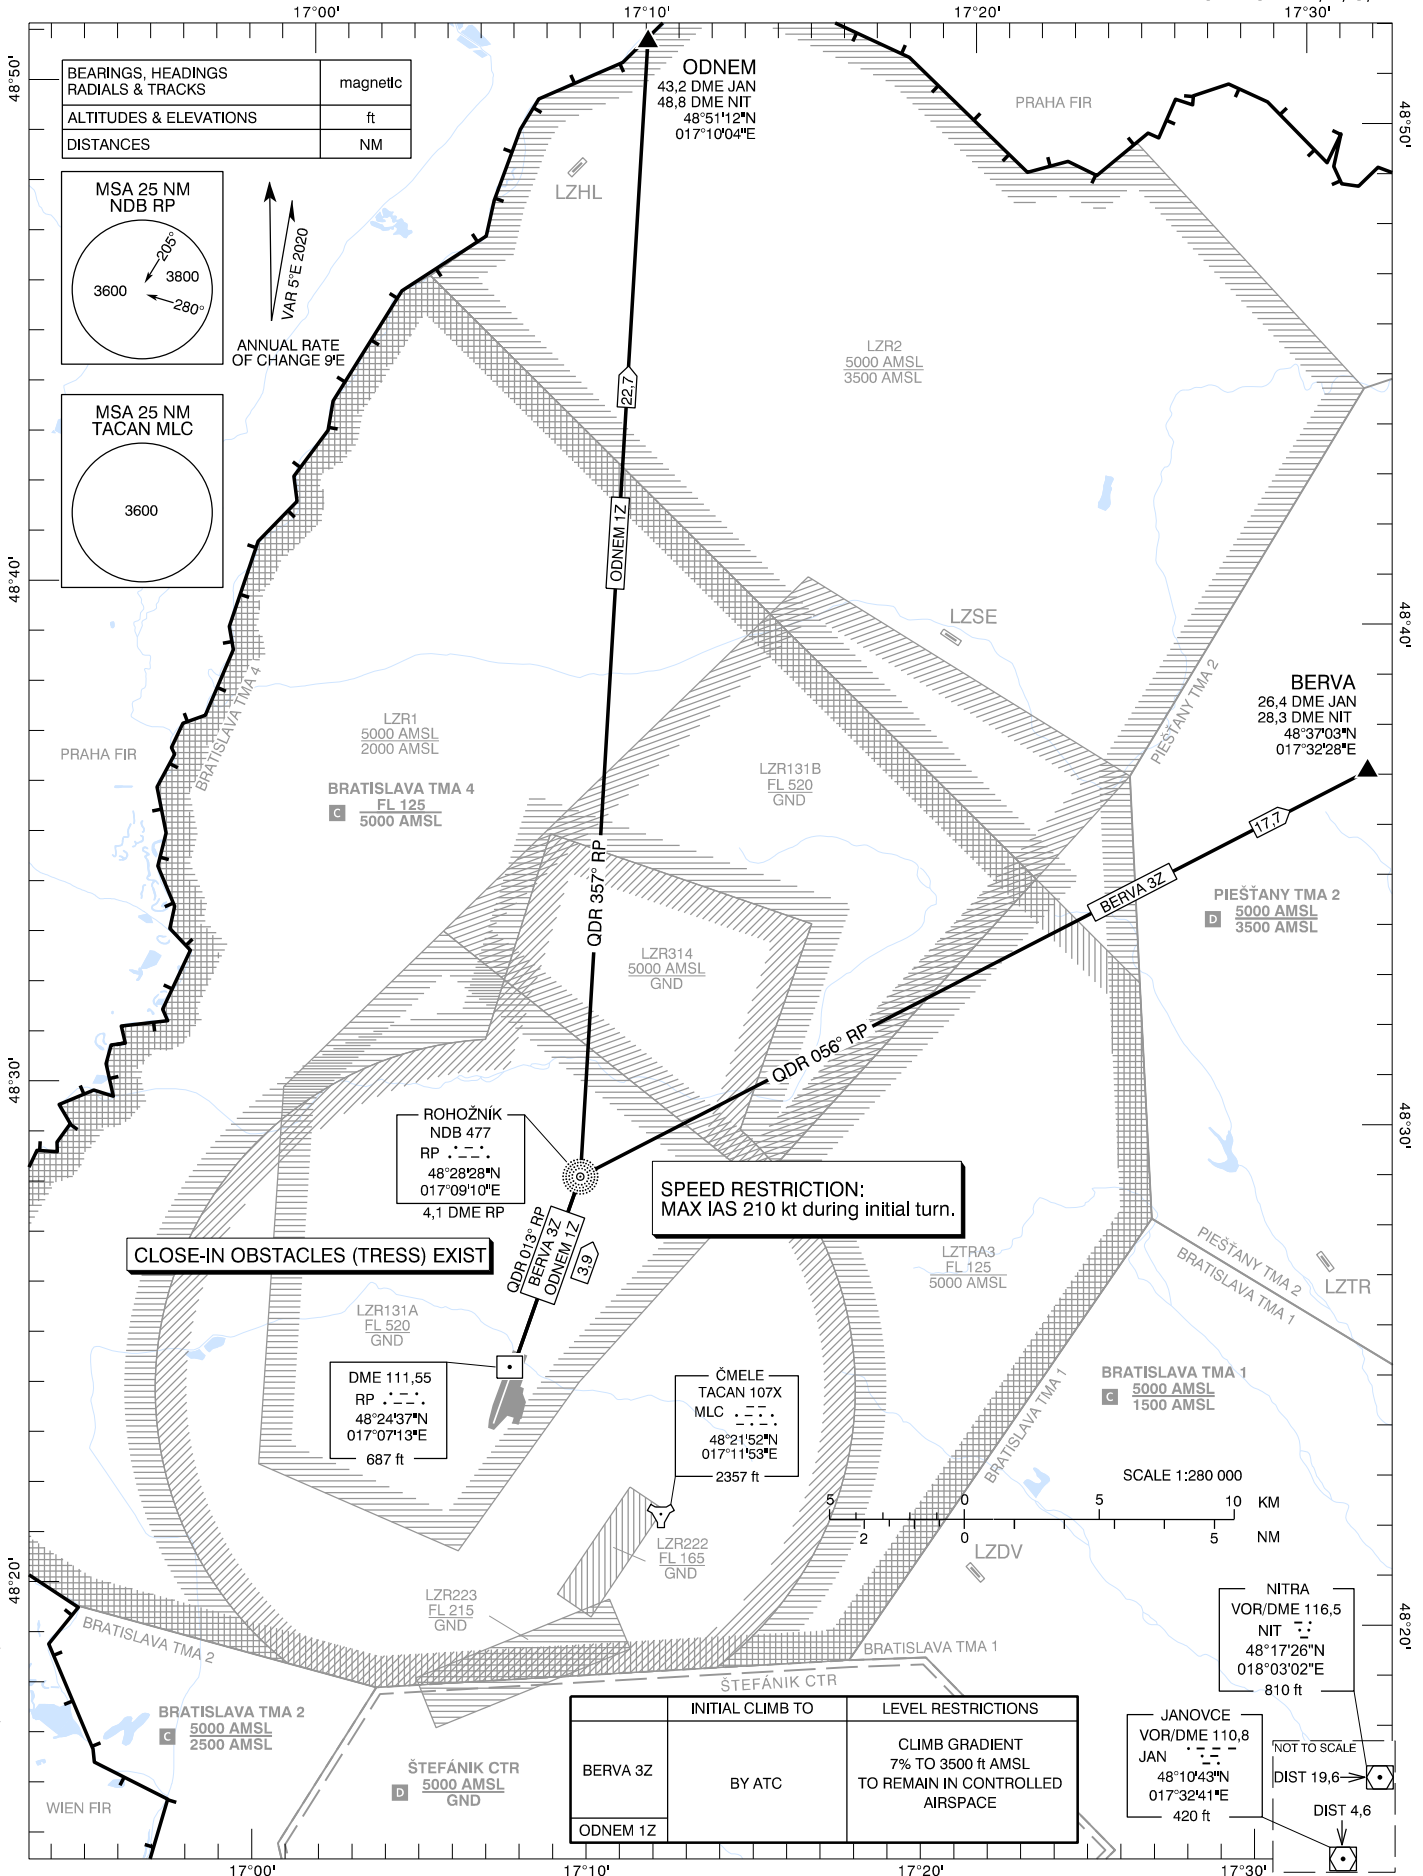 17°00'
17°10'
17°20'
17°30'
48°50'
48°50'
BEARINGS, HEADINGS
RADIALS & TRACKS
magnetic
ALTITUDES & ELEVATIONS
ft
DISTANCES
NM
ODNEM
43,2 DME JAN
48,8 DME NIT
48°51'12"N
017°10'04"E
PRAHA FIR
MSA 25 NM
NDB RP
205°
3800
3600
280°
VAR 5°E 2020
ANNUAL RATE
OF CHANGE 9'E
LZHL
LZR2
5000 AMSL
3500 AMSL
22,7
MSA 25 NM
TACAN MLC
3600
ODNEM 1Z
48°40'
48°40'
LZSE
BRATISLAVA TMA 4
PIEŠŤANY TMA 2
BERVA
26,4 DME JAN
28,3 DME NIT
48°37'03"N
017°32'28"E
LZR1
5000 AMSL
2000 AMSL
PRAHA FIR
BRATISLAVA TMA 4
C
FL 125
5000 AMSL
LZR131B
FL 520
GND
17,7
BERVA 3Z
QDR 357° RP
PIEŠŤANY TMA 2
D
5000 AMSL
3500 AMSL
LZR314
5000 AMSL
GND
QDR 056° RP
48°30'
48°30'
ROHOŽNÍK
NDB 477
RP
48°28'28"N
017°09'10"E
4,1 DME RP
SPEED RESTRICTION:
MAX IAS 210 kt during initial turn.
CLOSE-IN OBSTACLES (TRESS) EXIST
QDR 013° RP
BERVA 3Z
ODNEM 1Z
3,9
LZTRA3
FL 125
5000 AMSL
PIEŠŤANY TMA 2
BRATISLAVA TMA 1
LZTR
LZR131A
FL 520
GND
DME 111,55
RP
48°24'37"N
017°07'13"E
687 ft
ČMELE
TACAN 107X
MLC
48°21'52"N
017°11'53"E
2357 ft
BRATISLAVA TMA 1
BRATISLAVA TMA 1
C
5000 AMSL
1500 AMSL
SCALE 1:280 000
5
0
5
10
KM
2
0
5
NM
LZR222
FL 165
GND
LZDV
48°20'
48°20'
LZR223
FL 215
GND
BRATISLAVA TMA 2
BRATISLAVA TMA 1
ŠTEFÁNIK CTR
NITRA
VOR/DME 116,5
NIT
48°17'26"N
018°03'02"E
810 ft
BRATISLAVA TMA 2
C
5000 AMSL
2500 AMSL
ŠTEFÁNIK CTR
D
5000 AMSL
GND
WIEN FIR
INITIAL CLIMB TO
LEVEL RESTRICTIONS
BERVA 3Z
BY ATC
CLIMB GRADIENT
7% TO 3500 ft AMSL
TO REMAIN IN CONTROLLED
AIRSPACE
ODNEM 1Z
JANOVCE
VOR/DME 110,8
JAN
48°10'43"N
017°32'41"E
420 ft
NOT TO SCALE
DIST 19,6
DIST 4,6
17°00'
17°10'
17°20'
17°30'